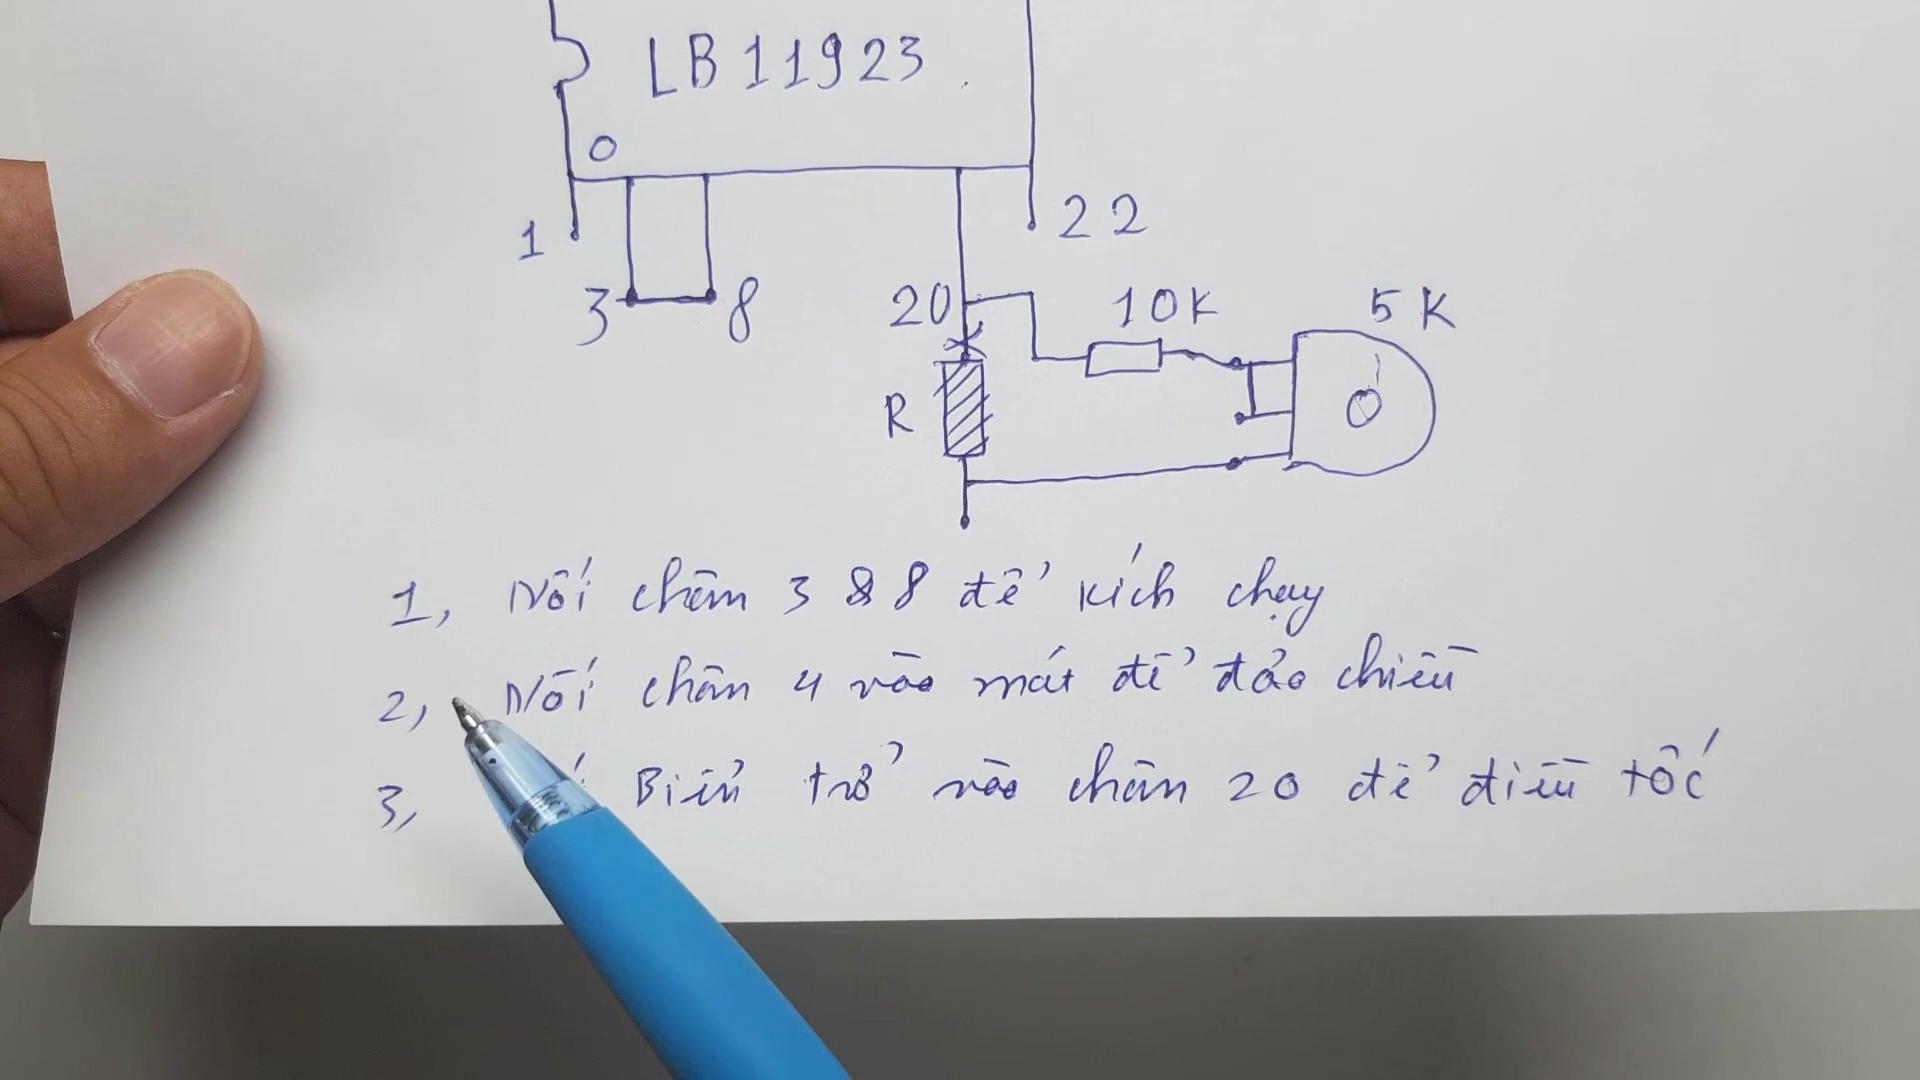 LB 11923
1
22
3 8
20
10K
5K
R
1, Nối chân 3 & 8 để kích chạy
2, Nối chân 4 vào mát để đảo chiều
3, Biến trở vào chân 20 để điều tốc